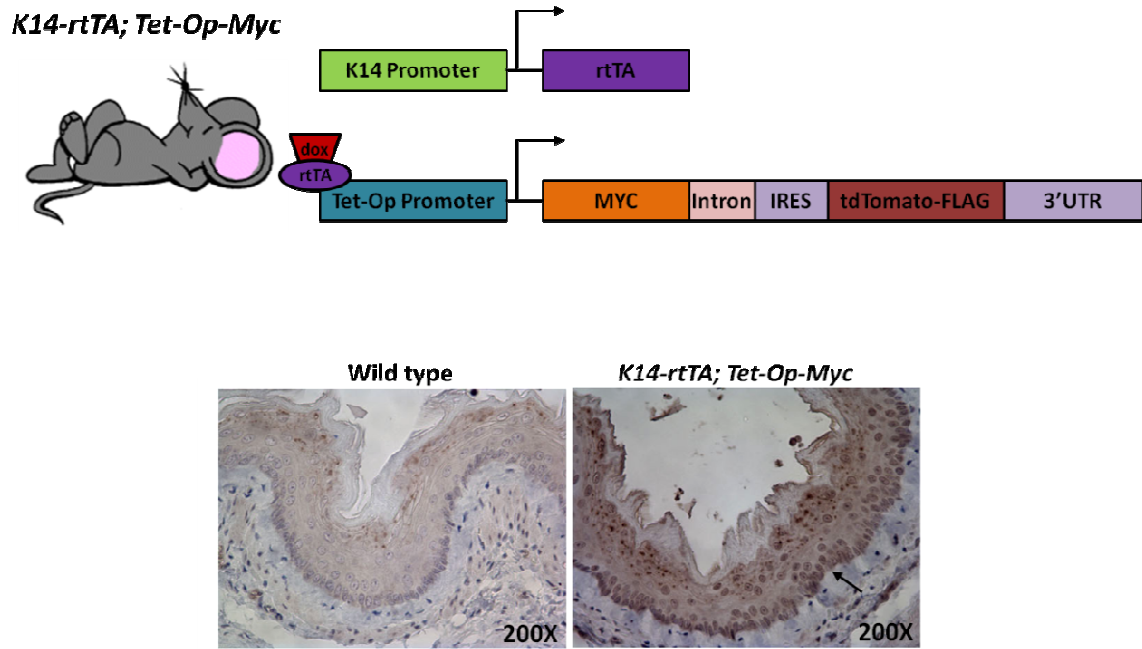 K14-rtTA; Tet-Op-Myc
K14 Promoter
rtTA
dox
rtTA
Tet-Op Promoter
MYC
Intron
IRES
tdTomato-FLAG
3’UTR
Wild type
K14-rtTA; Tet-Op-Myc
200X
200X